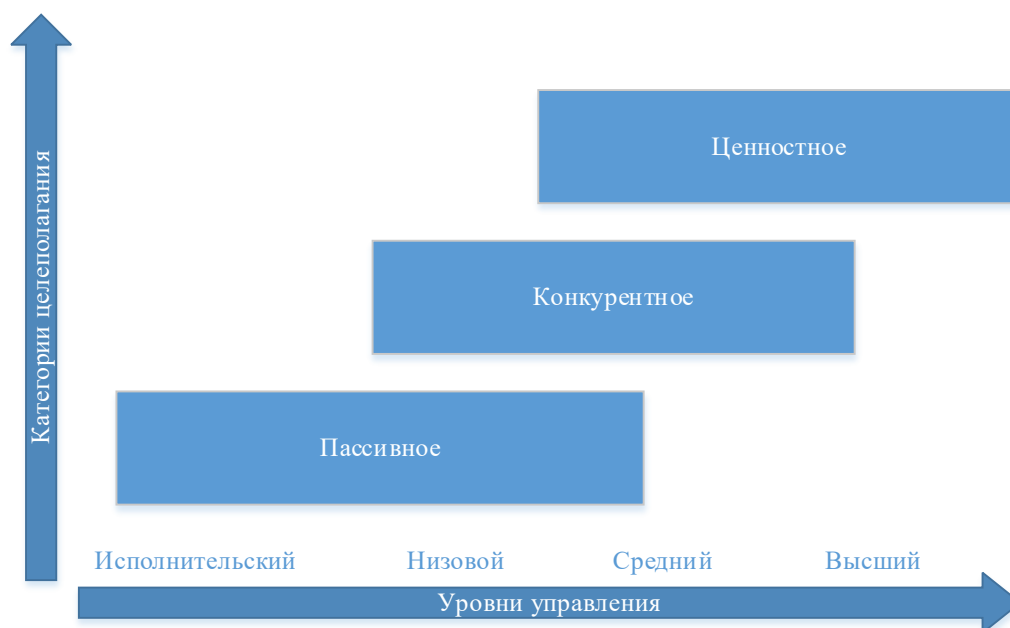 Категории целеполагания
Ценностное
Конкурентное
Пассивное
Исполнительский Низовой Средний Высший
Уровни управления